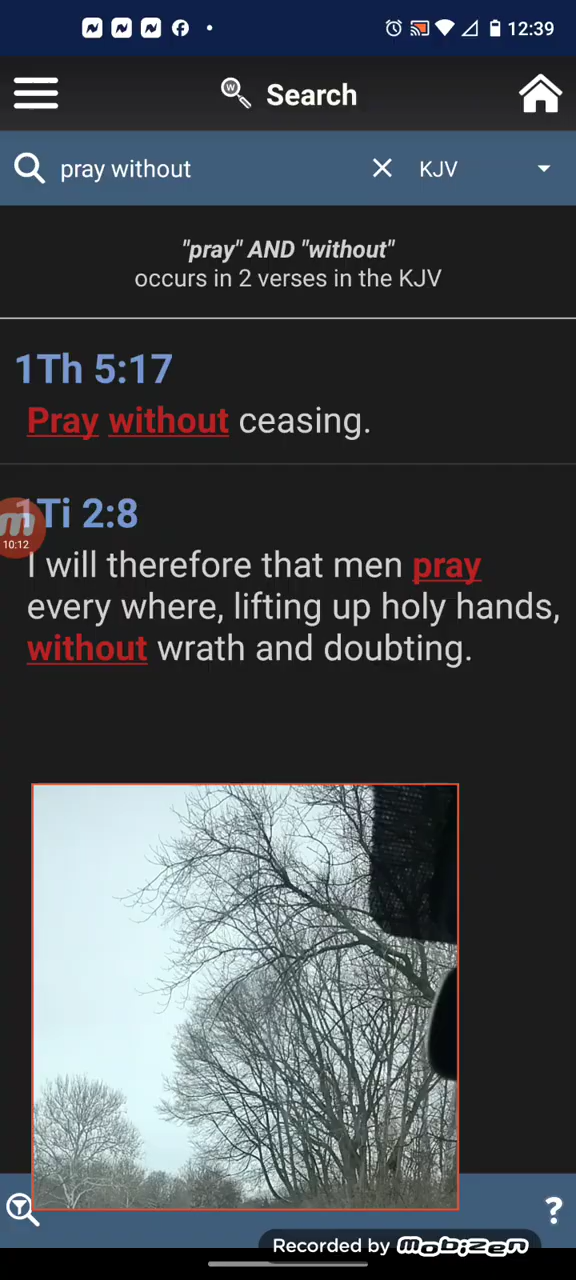 12:39
Search
pray without KJV
"pray" AND "without"
occurs in 2 verses in the KJV
1Th 5:17
Pray without ceasing.
1Ti 2:8
10:12
I will therefore that men pray
every where, lifting up holy hands,
without wrath and doubting.
?
Recorded by mobizen